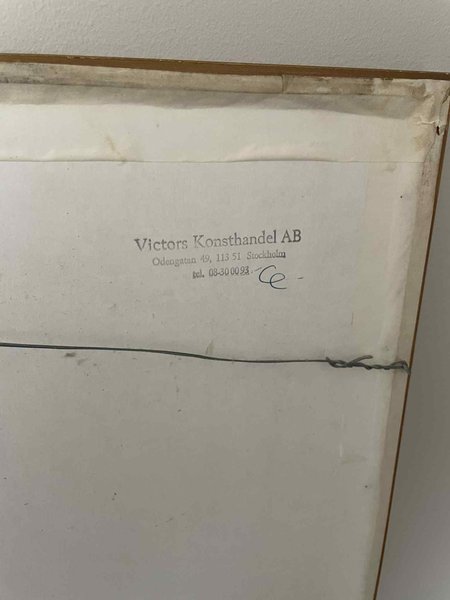 Victors Konsthandel AB
Odengatan 49, 113 51 Stockholm
tel. 08-30 00 93